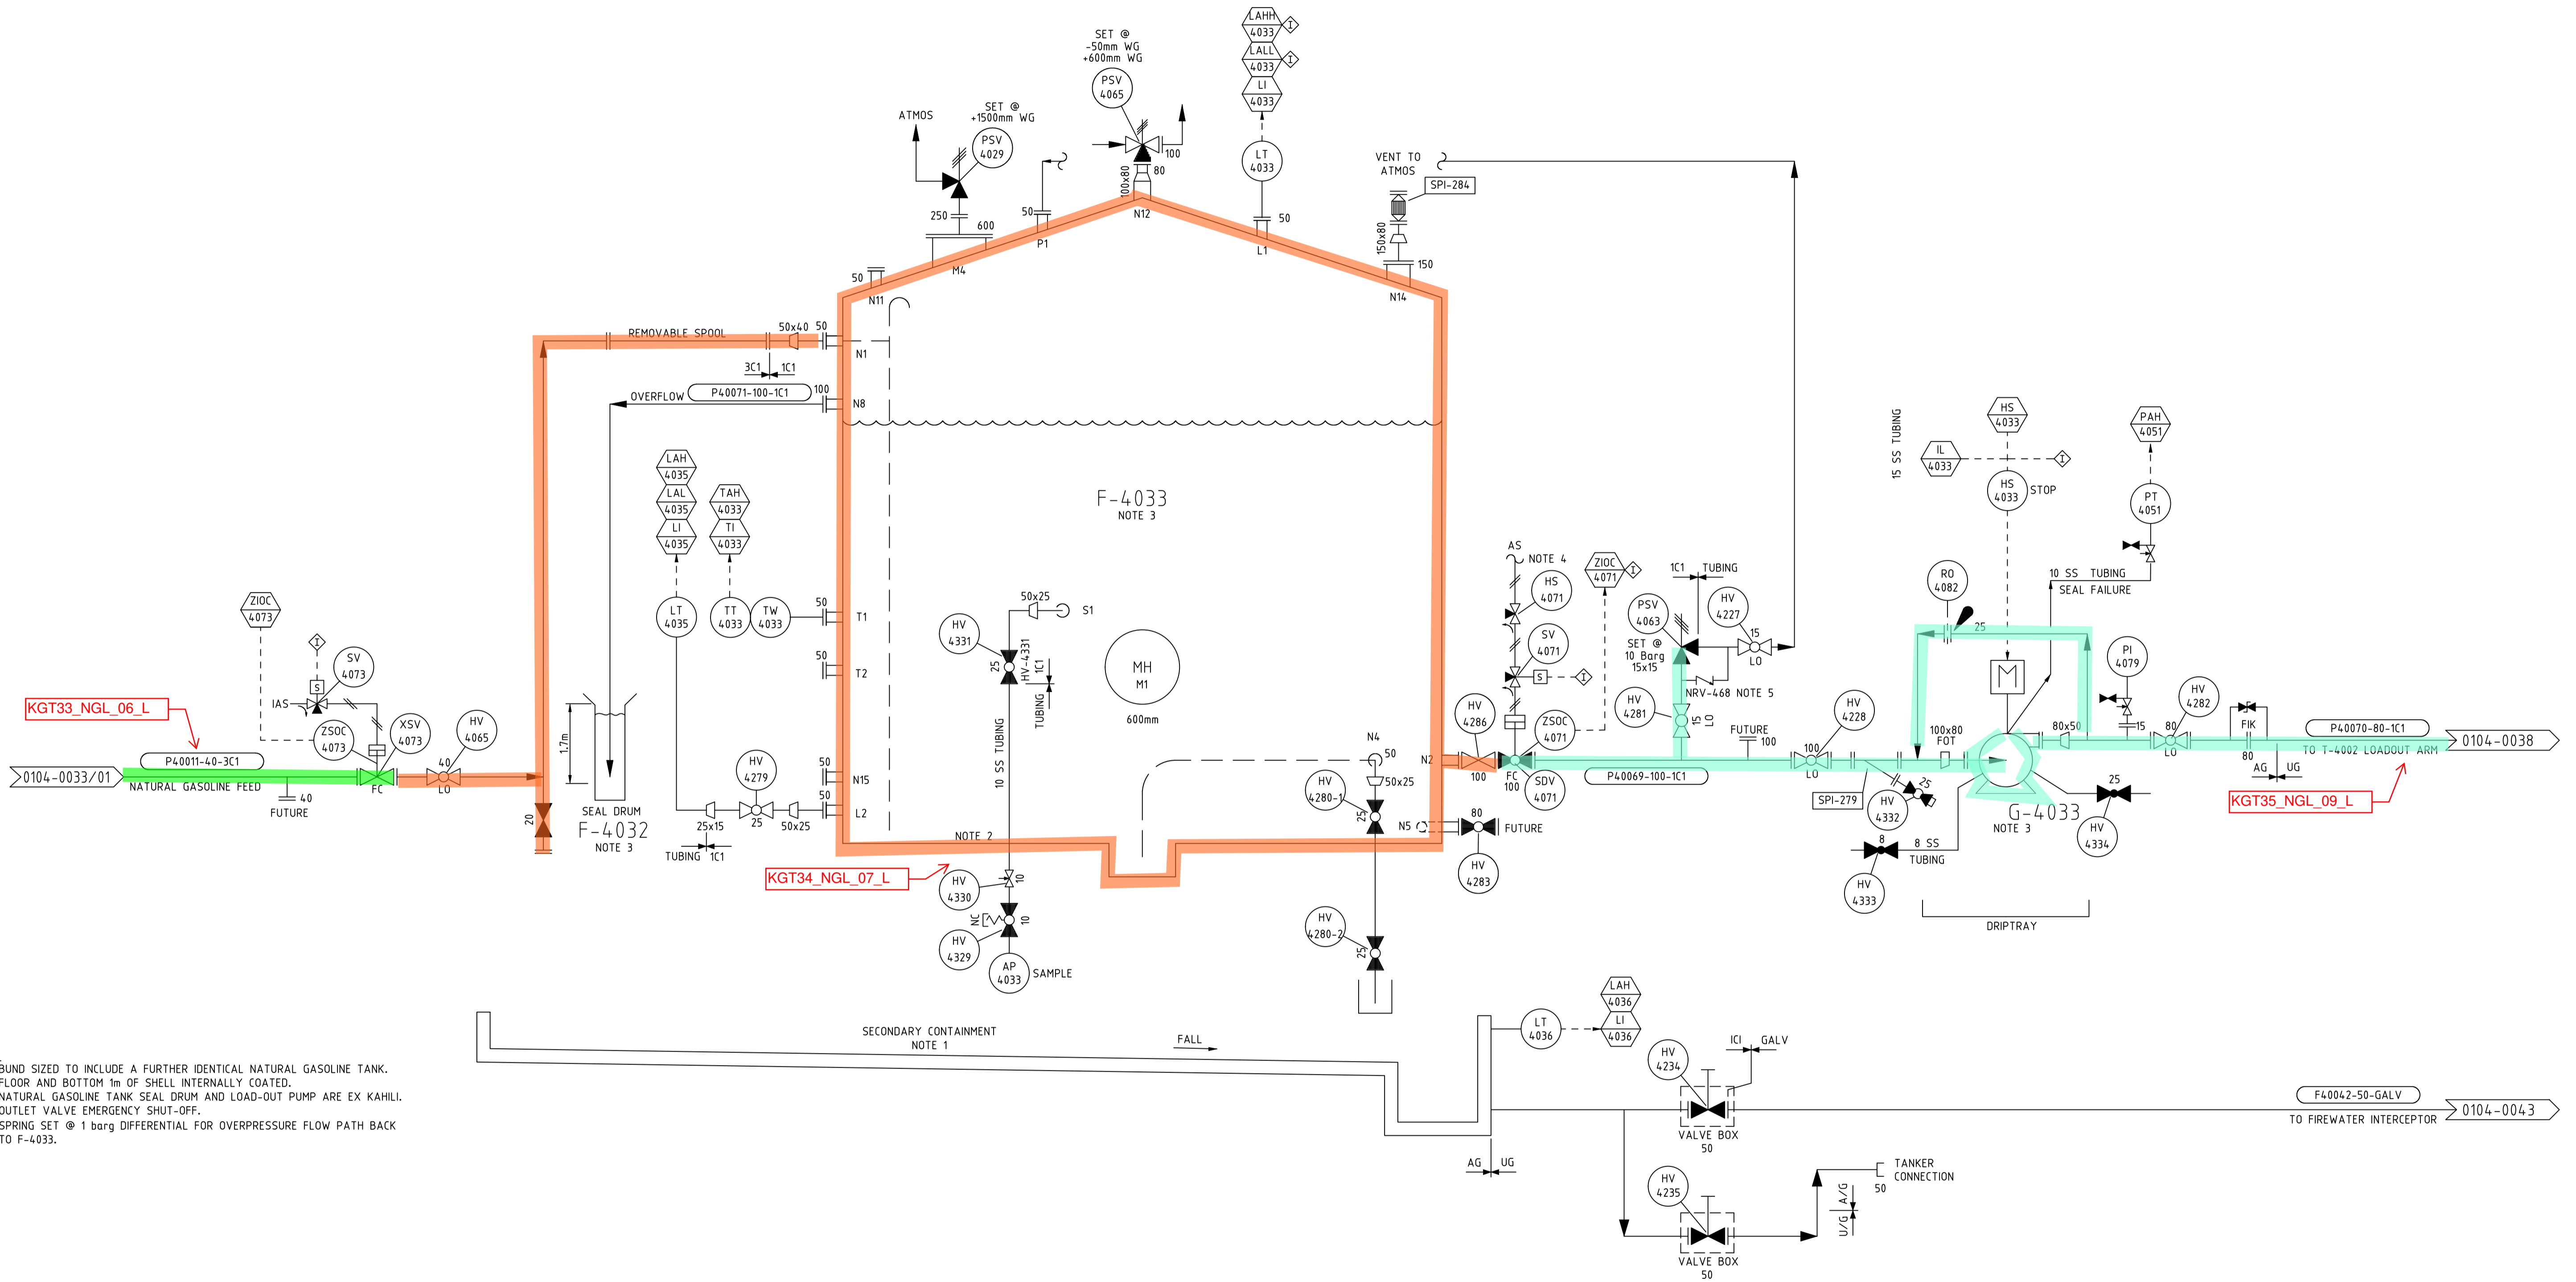 LAHH
4033
I
LALL
4033
I
LI
4033
LT
4033
50
L1
SET @
-50mm WG
+600mm WG
PSV
4065
100
80
100x80
N12
SET @
+1500mm WG
PSV
4029
ATMOS
250
600
M4
50
P1
50
N11
VENT TO
ATMOS
SPI-284
150x80
150
N14
REMOVABLE SPOOL
50x40
50
N1
3C1
1C1
P40071-100-1C1
100
OVERFLOW
N8
LAH
4035
LAL
4035
LI
4035
LT
4035
TAH
4033
TI
4033
TT
4033
TW
4033
50
T1
50
T2
50
N15
50
L2
HV
4279
25x15
25
50x25
TUBING
1C1
F-4033
NOTE 3
MH
M1
600mm
50x25
S1
HV
4331
25
HV-4331
1C1
TUBING
10 SS TUBING
NOTE 2
HV
4330
10
NC
10
HV
4329
AP
4033
SAMPLE
KGT34_NGL_07_L
ZIOC
4073
I
SV
4073
S
IAS
ZSOC
4073
XSV
4073
HV
4065
40
LO
FC
KGT33_NGL_06_L
P40011-40-3C1
0104-0033/01
NATURAL GASOLINE FEED
40
FUTURE
20
1.7m
SEAL DRUM
F-4032
NOTE 3
N4
50
50x25
HV
4280-1
25
N5
80
FUTURE
HV
4283
HV
4280-2
25
N2
HV
4286
100
AS
NOTE 4
HS
4071
SV
4071
S
I
ZIOC
4071
I
ZSOC
4071
FC
100
SDV
4071
P40069-100-1C1
1C1
TUBING
PSV
4063
SET @
10 Barg
15x15
HV
4227
15
LO
NRV-468 NOTE 5
HV
4281
15
LO
FUTURE
100
HV
4228
100
LO
SPI-279
HV
4332
25
100x80
FOT
15 SS TUBING
HS
4033
IL
4033
I
HS
4033
STOP
PAH
4051
PT
4051
10 SS TUBING
SEAL FAILURE
RO
4082
25
M
G-4033
NOTE 3
8
8 SS
TUBING
HV
4333
25
HV
4334
DRIPTRAY
80x50
PI
4079
15
HV
4282
80
LO
FIK
80
AG
UG
P40070-80-1C1
TO T-4002 LOADOUT ARM
0104-0038
KGT35_NGL_09_L
SECONDARY CONTAINMENT
NOTE 1
FALL
LT
4036
LAH
4036
LI
4036
AG
UG
HV
4234
ICI
GALV
VALVE BOX
50
F40042-50-GALV
TO FIREWATER INTERCEPTOR
0104-0043
HV
4235
VALVE BOX
50
TANKER
CONNECTION
50
U/G
A/G
BUND SIZED TO INCLUDE A FURTHER IDENTICAL NATURAL GASOLINE TANK.
FLOOR AND BOTTOM 1m OF SHELL INTERNALLY COATED.
NATURAL GASOLINE TANK SEAL DRUM AND LOAD-OUT PUMP ARE EX KAHILI.
OUTLET VALVE EMERGENCY SHUT-OFF.
SPRING SET @ 1 barg DIFFERENTIAL FOR OVERPRESSURE FLOW PATH BACK
TO F-4033.